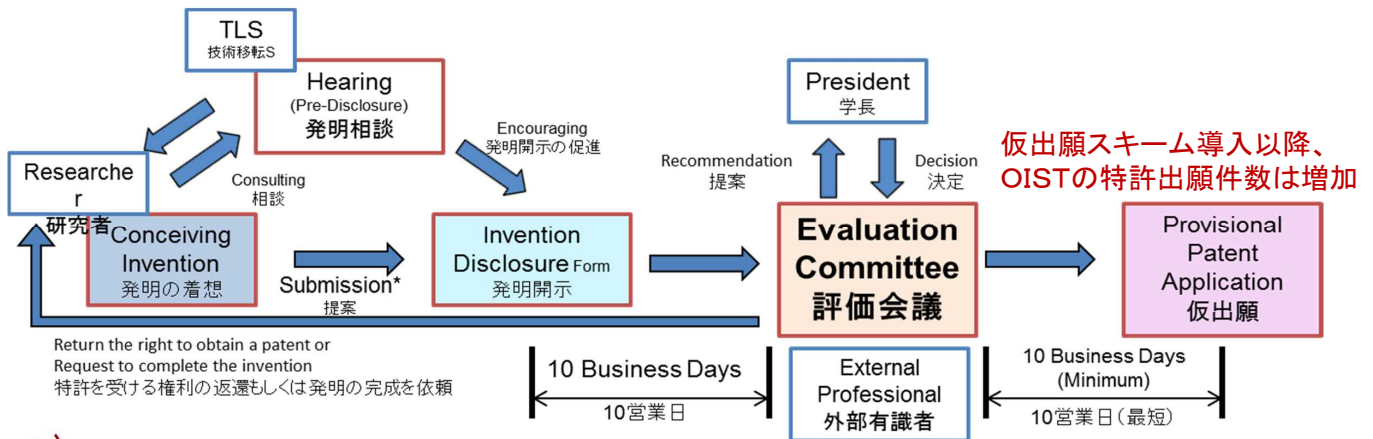 TLS
技術移転S
Hearing
(Pre-Disclosure)
発明相談
Researche
r
研究者
Consulting
相談
Encouraging
発明開示の促進
Conceiving
Invention
発明の着想
Submission*
提案
Invention
Disclosure Form
発明開示
President
学長
Recommendation
提案
Decision
決定
Evaluation
Committee
評価会議
External
Professional
外部有識者
仮出願スキーム導入以降、
OISTの特許出願件数は増加
Provisional
Patent
Application
仮出願
Return the right to obtain a patent or
Request to complete the invention
特許を受ける権利の返還もしくは発明の完成を依頼
10 Business Days
10営業日
10 Business Days
(Minimum)
10営業日(最短)